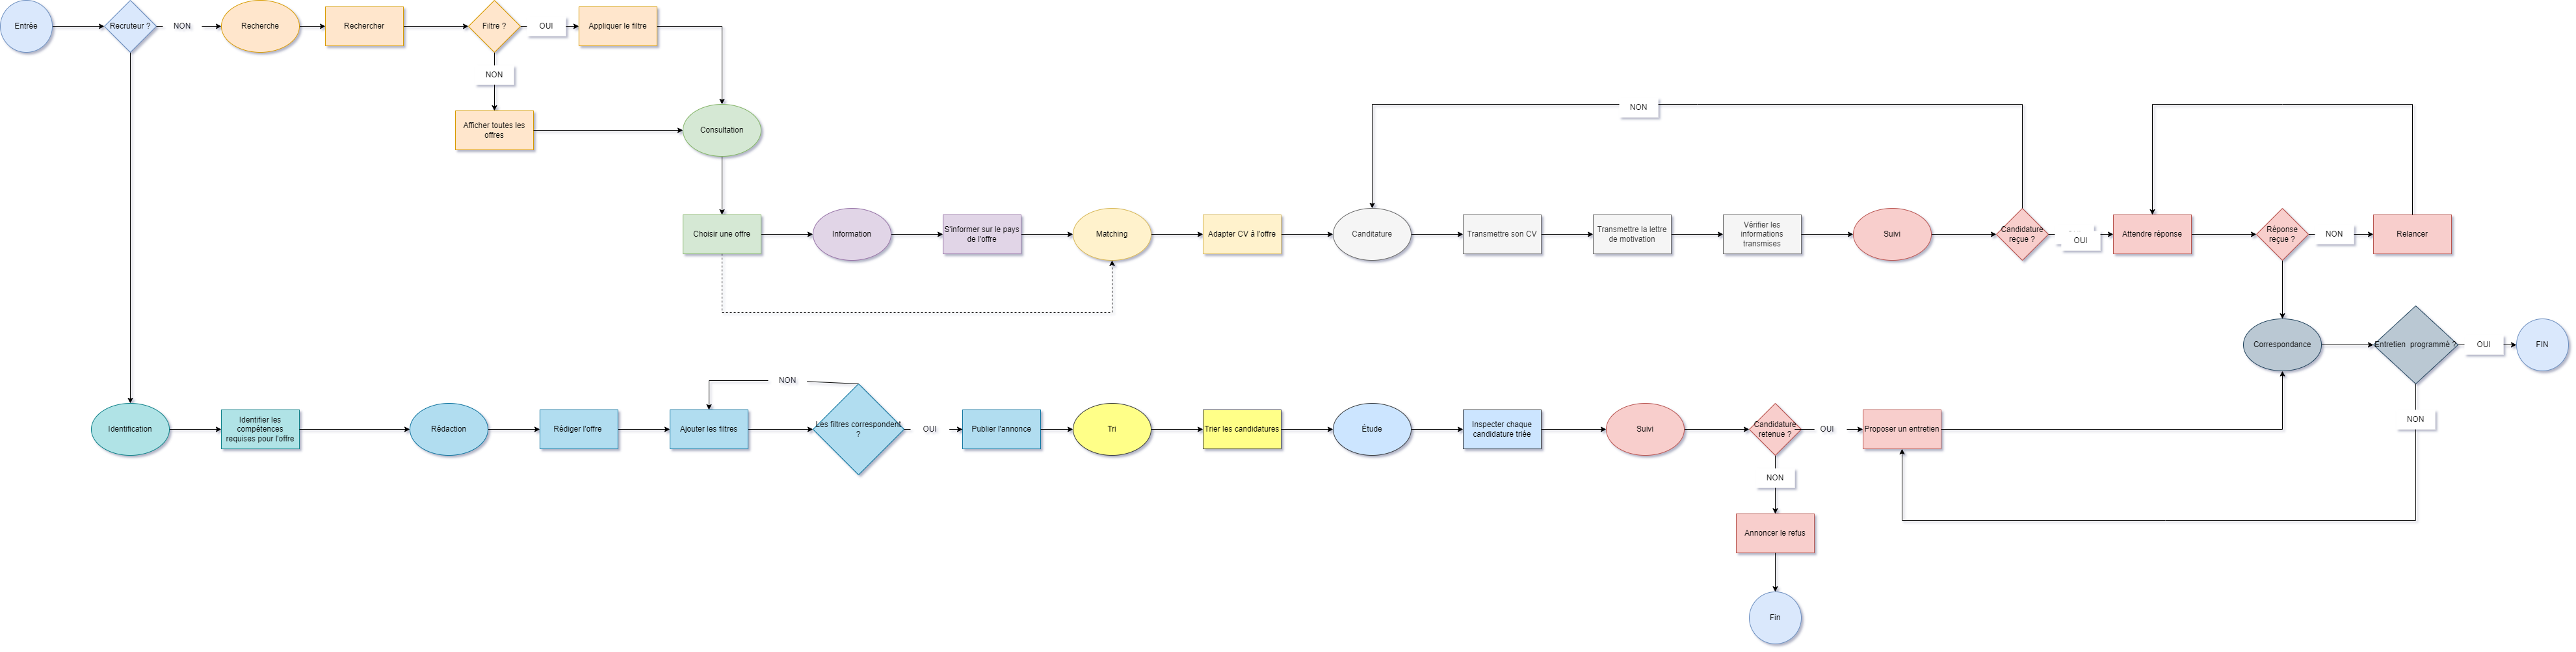 Entrée
Recruteur ?
NON
Recherche
Rechercher
Filtre ?
OUI
Appliquer le filtre
NON
Afficher toutes les
offres
Consultation
NON
Choisir une offre
Information
S'informer sur le pays
de l'offre
Matching
Adapter CV à l'offre
Canditature
Transmettre son CV
Transmettre la lettre
de motivation
Vérifier les
informations
transmises
Suivi
Candidature
reçue ?
OUI
Attendre réponse
Réponse
reçue ?
NON
Relancer
Correspondance
Entretien programmé ?
OUI
FIN
NON
NON
Identification
Identifier les
compétences
requises pour l'offre
Rédaction
Rédiger l'offre
Ajouter les filtres
Les filtres correspondent
?
OUI
Publier l'annonce
Tri
Trier les candidatures
Étude
Inspecter chaque
candidature triée
Suivi
Candidature
retenue ?
OUI
Proposer un entretien
NON
Annoncer le refus
Fin